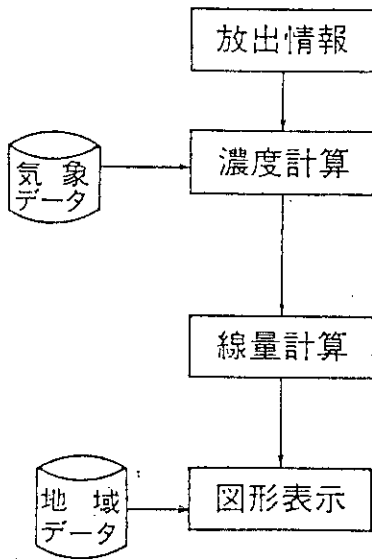 放出情報
濃度計算
気象
データ
線量計算
図形表示
地域
データ